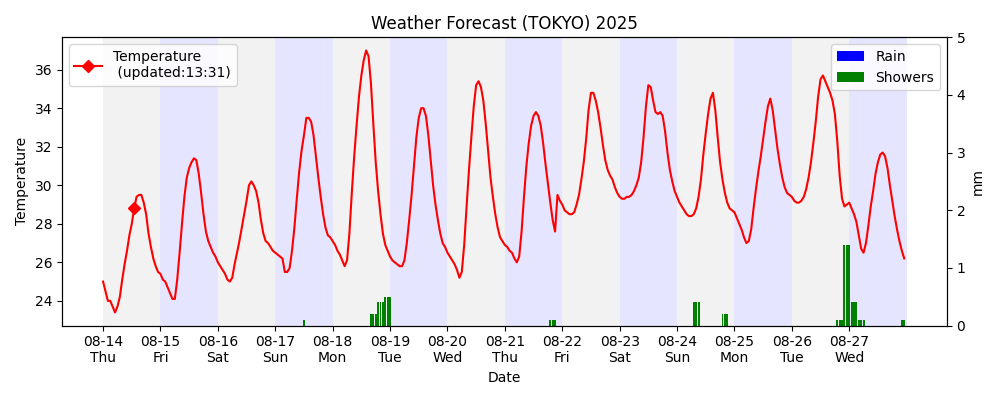 Weather Forecast (TOKYO) 2025
Temperature
(updated:13:31)
Rain
Showers
Temperature
36
34
32
30
28
26
24
5
4
3
2
1
0
mm
08-14 08-15 08-16 08-17 08-18 08-19 08-20 08-21 08-22 08-23 08-24 08-25 08-26 08-27
Thu Fri Sat Sun Mon Tue Wed Thu Fri Sat Sun Mon Tue Wed
Date